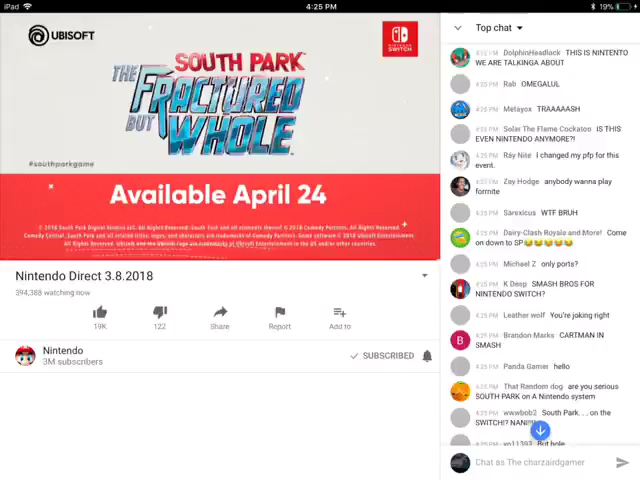 iPad
4:25 PM
19%
UBISOFT
NINTENDO
SWITCH
SOUTH PARK
THE FRACTURED
BUT WHOLE
#southparkgame
Available April 24
Nintendo Direct 3.8.2018
394,388 watching now
19K
122
Share
Report
Add to
Nintendo
3M subscribers
SUBSCRIBED
Top chat
DolphinHeadlock THIS IS NINTENTO
WE ARE TALKINGA ABOUT
4:25 PM Rab OMEGALUL
4:25 PM Metayox TRAAAAASH
4:25 PM Solar The Flame Cockatoo IS THIS
EVEN NINTENDO ANYMORE?!
4:25 PM Ray Nite I changed my pfp for this
event.
4:25 PM Zay Hodge anybody wanna play
fornite
4:25 PM Sarexicus WTF BRUH
4:25 PM Dairy-Clash Royale and More! Come
on down to SP😂😂😂😂😂
4:25 PM Michael Z only ports?
4:25 PM K Desp SMASH BROS FOR
NINTENDO SWITCH?
4:25 PM Leather wolf You're joking right
4:25 PM Brandon Marks CARTMAN IN
SMASH
4:25 PM Panda Gamer hello
4:25 PM That Random dog are you serious
SOUTH PARK on A Nintendo system
4:25 PM wwwbob2 South Park. . . on the
SWITCH!? NANI!!!
4:25 PM But hole
Chat as The charzairdgamer